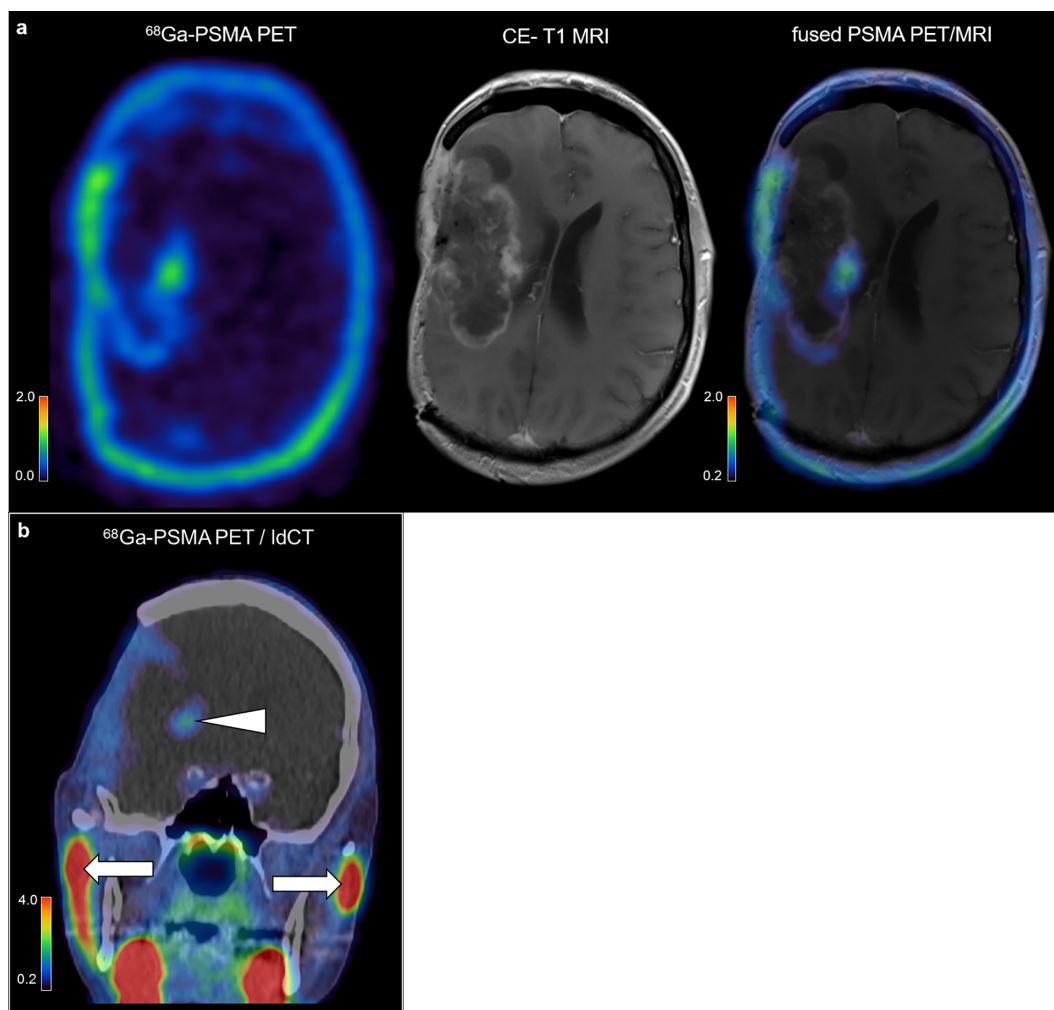 a
⁶⁸Ga-PSMA PET
CE- T1 MRI
fused PSMA PET/MRI
2.0
0.0
2.0
0.2
b
⁶⁸Ga-PSMA PET / ldCT
4.0
0.2